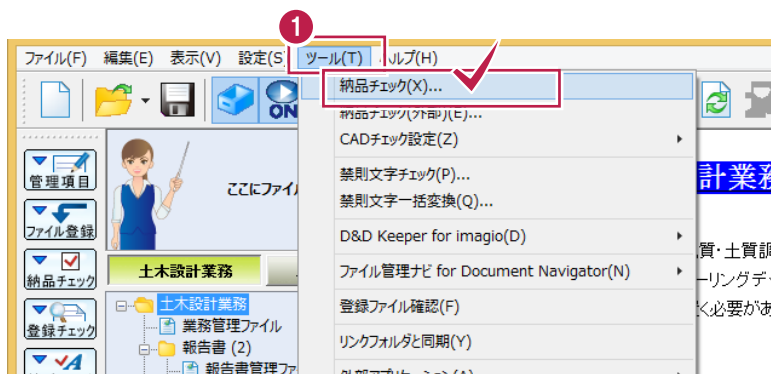 1
ファイル(F) 編集(E) 表示(V) 設定(S) ツール(T) ヘルプ(H)
納品チェック(X)...
納品チェック(外部)(E)...
CADチェック設定(Z)
禁則文字チェック(P)...
禁則文字一括変換(Q)...
D&D Keeper for imagio(D)
ファイル管理ナビ for Document Navigator(N)
登録ファイル確認(F)
リンクフォルダと同期(Y)
ON
管理項目
ファイル登録
納品チェック
登録チェック
ここにファイル
土木設計業務
土木設計業務
業務管理ファイル
報告書 (2)
報告書管理ファ
計業務
質・土質調
ーリングデー
く必要があ